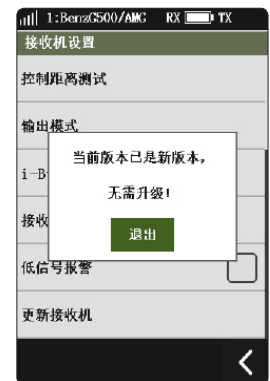 1:BenzG500/AMG RX TX
接收机设置
控制距离测试
输出模式
当前版本已是新版本，
无需升级！
i-B
接收
退出
低信号报警
更新接收机